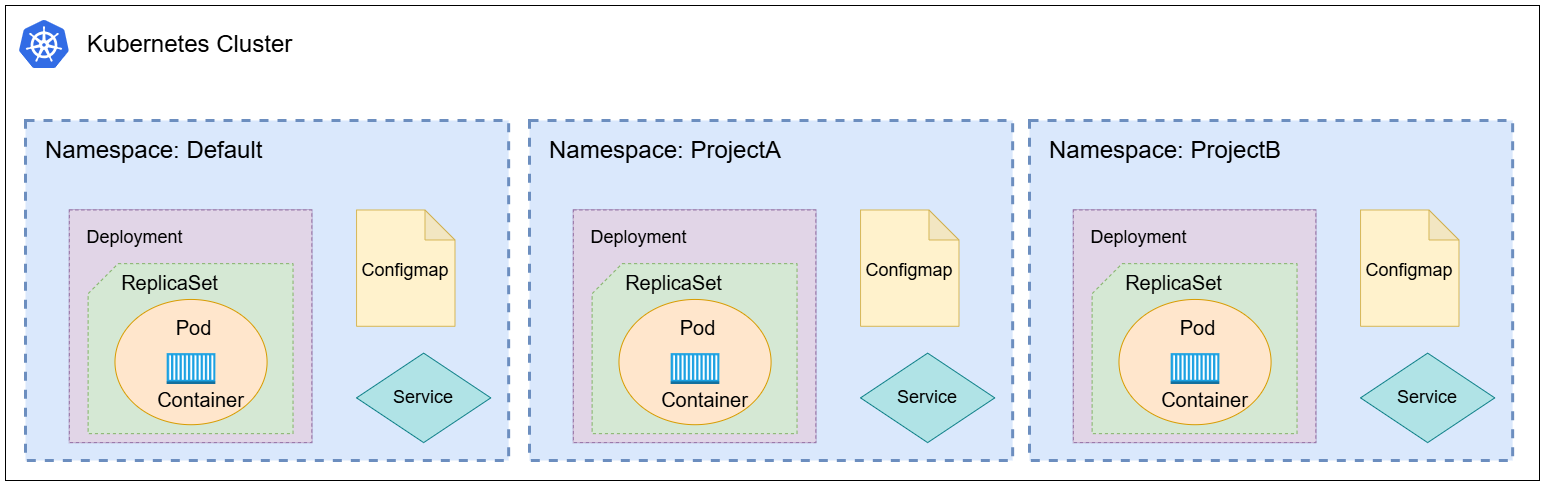 Kubernetes Cluster
Namespace: Default
Deployment
ReplicaSet
Pod
Container
Configmap
Service
Namespace: ProjectA
Deployment
ReplicaSet
Pod
Container
Configmap
Service
Namespace: ProjectB
Deployment
ReplicaSet
Pod
Container
Configmap
Service